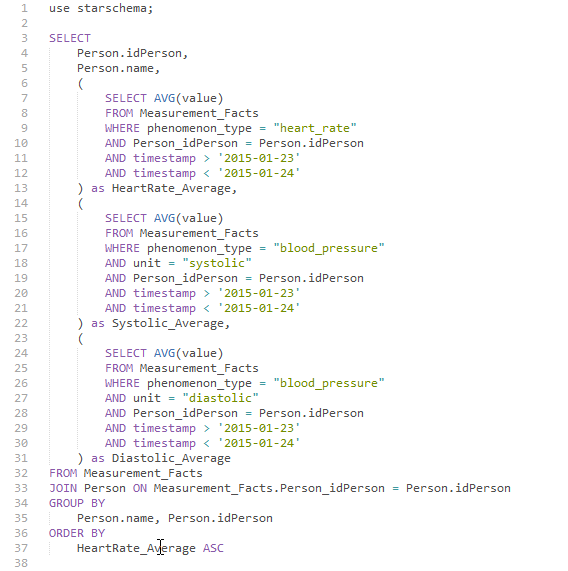 1 use starschema;
2
3 SELECT
4 Person.idPerson,
5 Person.name,
6 (
7 SELECT AVG(value)
8 FROM Measurement_Facts
9 WHERE phenomenon_type = "heart_rate"
10 AND Person_idPerson = Person.idPerson
11 AND timestamp > '2015-01-23'
12 AND timestamp < '2015-01-24'
13 ) as HeartRate_Average,
14 (
15 SELECT AVG(value)
16 FROM Measurement_Facts
17 WHERE phenomenon_type = "blood_pressure"
18 AND unit = "systolic"
19 AND Person_idPerson = Person.idPerson
20 AND timestamp > '2015-01-23'
21 AND timestamp < '2015-01-24'
22 ) as Systolic_Average,
23 (
24 SELECT AVG(value)
25 FROM Measurement_Facts
26 WHERE phenomenon_type = "blood_pressure"
27 AND unit = "diastolic"
28 AND Person_idPerson = Person.idPerson
29 AND timestamp > '2015-01-23'
30 AND timestamp < '2015-01-24'
31 ) as Diastolic_Average
32 FROM Measurement_Facts
33 JOIN Person ON Measurement_Facts.Person_idPerson = Person.idPerson
34 GROUP BY
35 Person.name, Person.idPerson
36 ORDER BY
37 HeartRate_Average ASC
38